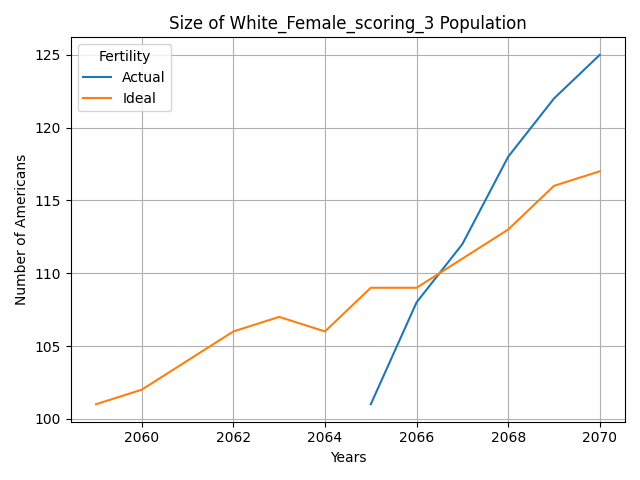 Size of White_Female_scoring_3 Population
Fertility
Actual
Ideal
Number of Americans
125
120
115
110
105
100
2060 2062 2064 2066 2068 2070
Years